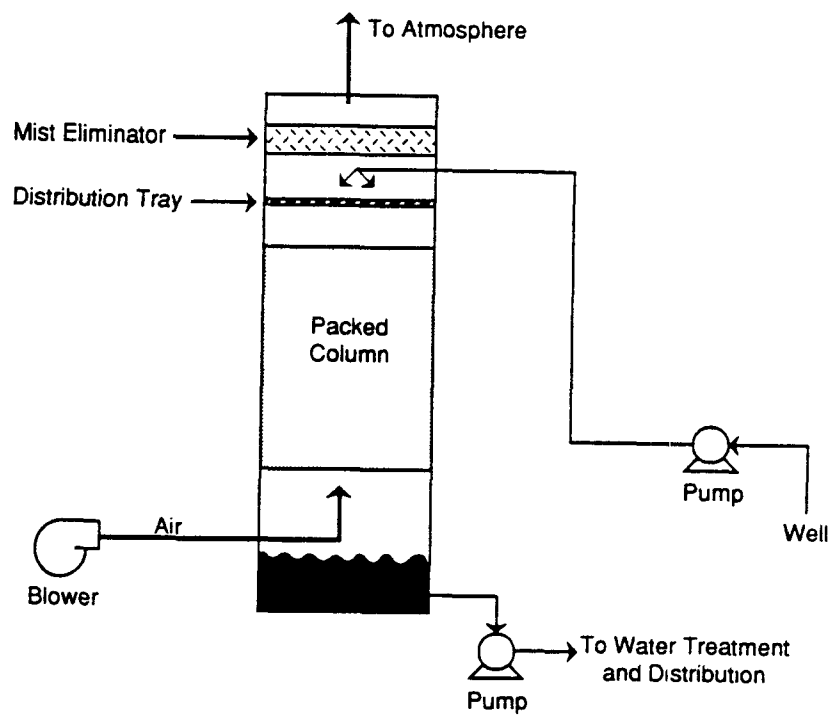 To Atmosphere
Mist Eliminator
Distribution Tray
Packed
Column
Pump
Well
Air
Blower
To Water Treatment
and Distribution
Pump